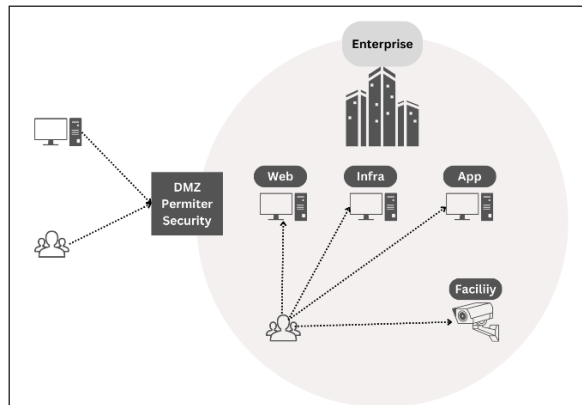 Enterprise
Web
Infra
App
DMZ
Permiter
Security
Faciliiy